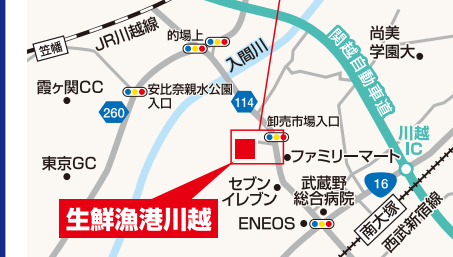 笠幡
JR川越線
的場上
入間川
関越自動車道
尚美
学園大
霞ヶ関CC
安比奈親水公園
入口
260
114
卸売市場入口
川越
IC
東京GC
ファミリーマート
セブン
イレブン
武蔵野
総合病院
16
生鮮漁港川越
ENEOS
南大塚
西武新宿線